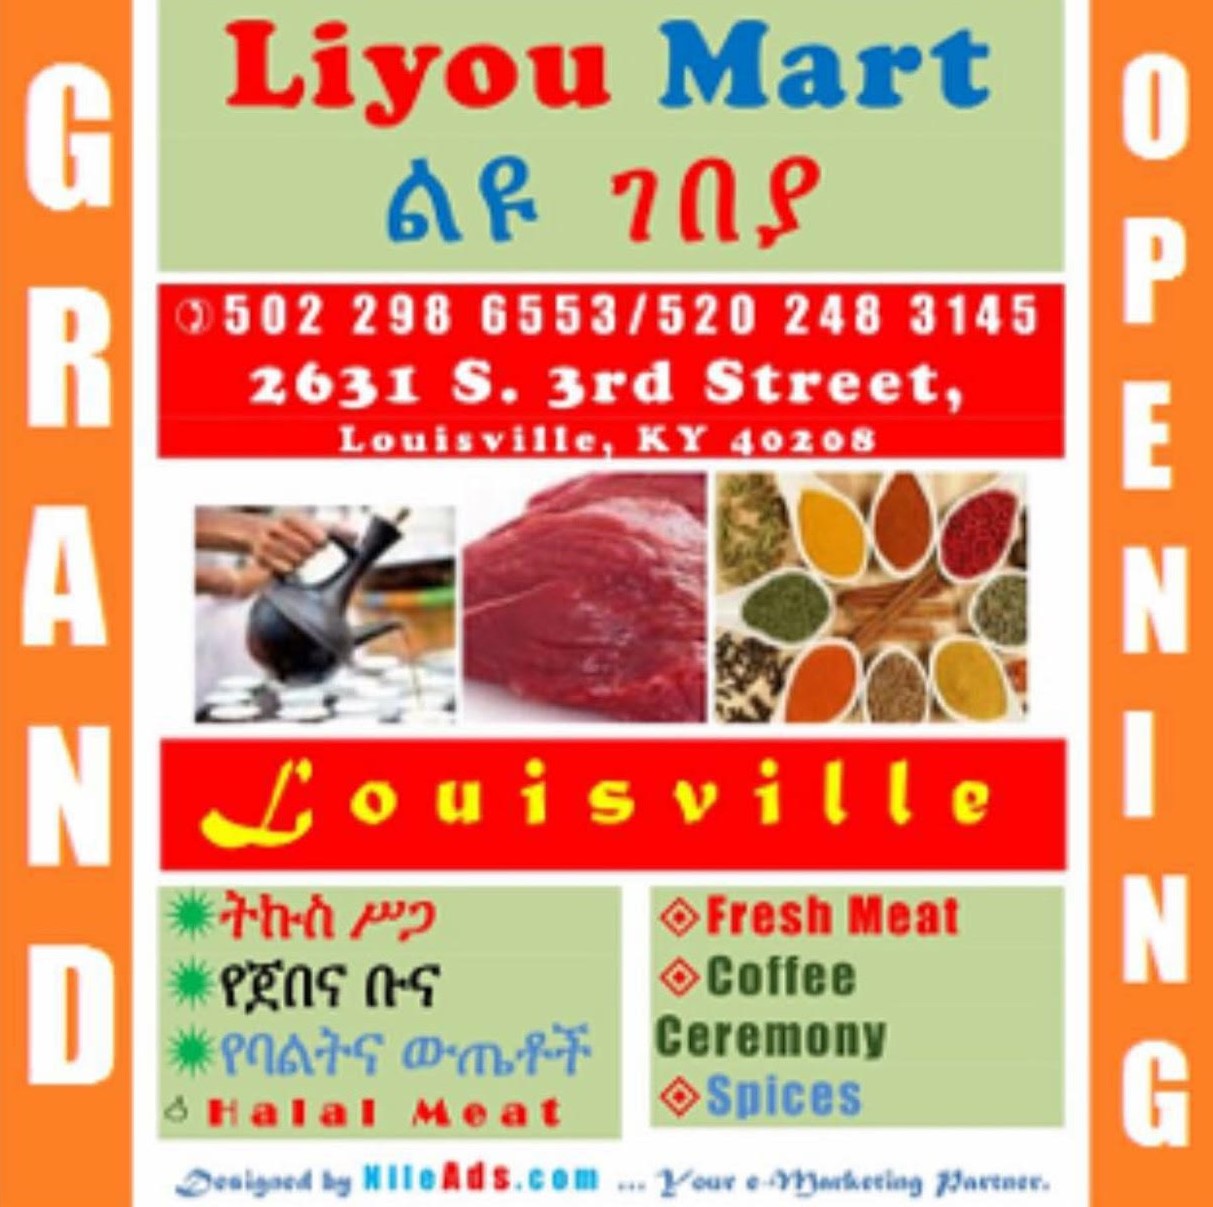 GRAND
OPENING
Liyou Mart
ልዩ ገበያ
✆502 298 6553/520 248 3145
2631 S. 3rd Street,
Louisville, KY 40208
Louisville
ትኩስ ሥጋ
የጀበና ቡና
የባልትና ውጤቶች
Halal Meat
Fresh Meat
Coffee
Ceremony
Spices
Designed by NileAds.com ... Your e-Marketing Partner.